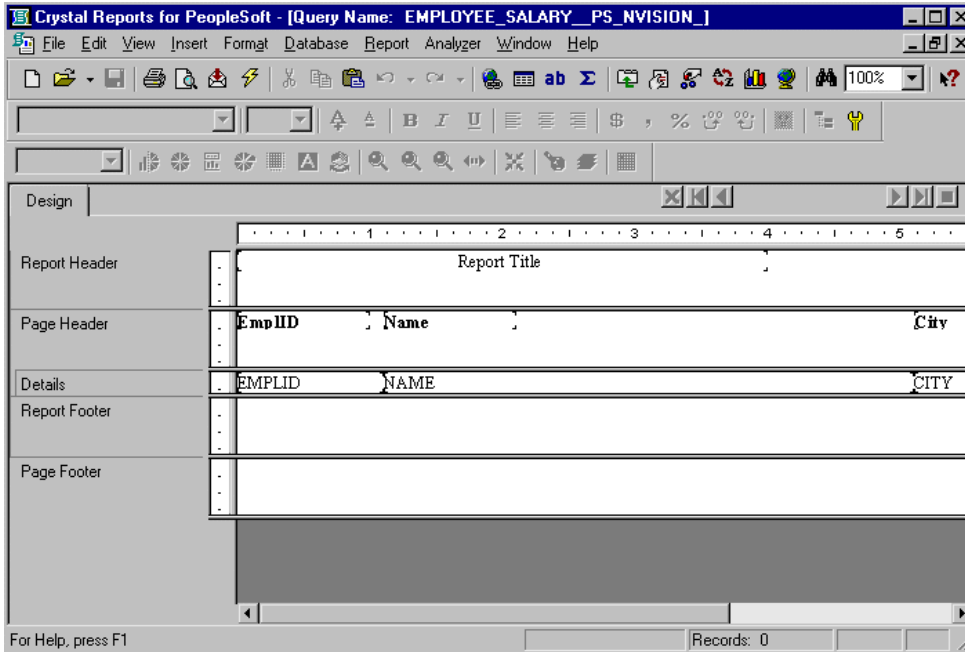 Crystal Reports for PeopleSoft - [Query Name: EMPLOYEE_SALARY__PS_NVISION_]
File Edit View Insert Format Database Report Analyzer Window Help
ab Σ 100%
B I U $ , %
A
Design
1 2 3 4 5
Report Header Report Title
Page Header EmplID Name City
Details EMPLID NAME CITY
Report Footer
Page Footer
For Help, press F1 Records: 0